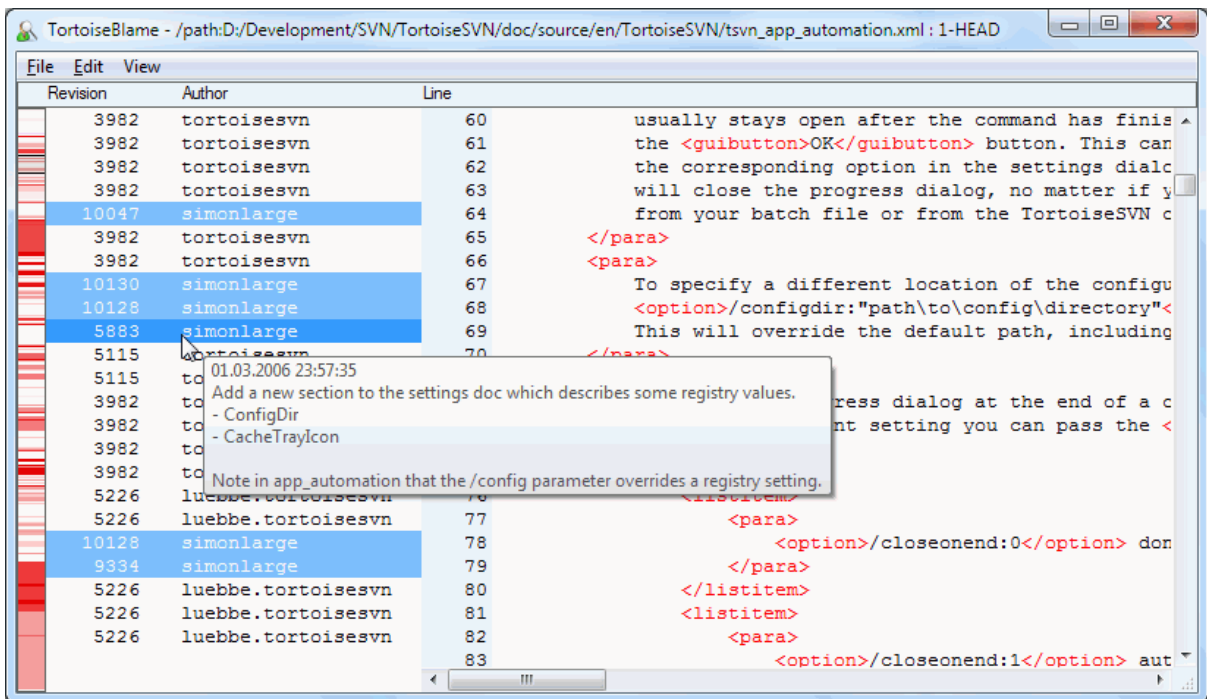 TortoiseBlame - /path:D:/Development/SVN/TortoiseSVN/doc/source/en/TortoiseSVN/tsvn_app_automation.xml : 1-HEAD
File Edit View
Revision Author Line
3982 tortoisesvn 60 usually stays open after the command has finis
3982 tortoisesvn 61 the <guibutton>OK</guibutton> button. This can
3982 tortoisesvn 62 the corresponding option in the settings dialo
3982 tortoisesvn 63 will close the progress dialog, no matter if y
10047 simonlarge 64 from your batch file or from the TortoiseSVN c
3982 tortoisesvn 65 </para>
3982 tortoisesvn 66 <para>
10130 simonlarge 67 To specify a different location of the configu
10128 simonlarge 68 <option>/configdir:"path\to\config\directory"<
5883 simonlarge 69 This will override the default path, including
5115 tortoisesvn 70 </para>
5115 to
3982 to ress dialog at the end of a c
3982 to nt setting you can pass the <
3982 to
3982 to
01.03.2006 23:57:35
Add a new section to the settings doc which describes some registry values.
- ConfigDir
- CacheTrayIcon
Note in app_automation that the /config parameter overrides a registry setting.
5226 luebbe.tortoisesvn 76 <listitem>
5226 luebbe.tortoisesvn 77 <para>
10128 simonlarge 78 <option>/closeonend:0</option> don
9334 simonlarge 79 </para>
5226 luebbe.tortoisesvn 80 </listitem>
5226 luebbe.tortoisesvn 81 <listitem>
5226 luebbe.tortoisesvn 82 <para>
83 <option>/closeonend:1</option> aut